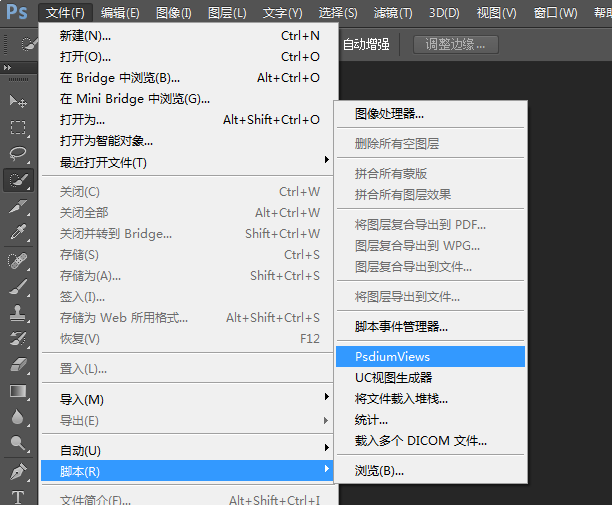 Ps 文件(F) 编辑(E) 图像(I) 图层(L) 文字(Y) 选择(S) 滤镜(T) 3D(D) 视图(V) 窗口(W) 帮助
自动增强 调整边缘...
新建(N)... Ctrl+N
打开(O)... Ctrl+O
在 Bridge 中浏览(B)... Alt+Ctrl+O
在 Mini Bridge 中浏览(G)...
打开为... Alt+Shift+Ctrl+O
打开为智能对象...
最近打开文件(T)
关闭(C) Ctrl+W
关闭全部 Alt+Ctrl+W
关闭并转到 Bridge... Shift+Ctrl+W
存储(S) Ctrl+S
存储为(A)... Shift+Ctrl+S
签入(I)...
存储为 Web 所用格式... Alt+Shift+Ctrl+S
恢复(V) F12
置入(L)...
导入(M)
导出(E)
自动(U)
脚本(R)
文件简介(F)... Alt+Shift+Ctrl+I
图像处理器...
删除所有空图层
拼合所有蒙版
拼合所有图层效果
将图层复合导出到 PDF...
图层复合导出到 WPG...
图层复合导出到文件...
将图层导出到文件...
脚本事件管理器...
PsdiumViews
UC视图生成器
将文件载入堆栈...
统计...
载入多个 DICOM 文件...
浏览(B)...